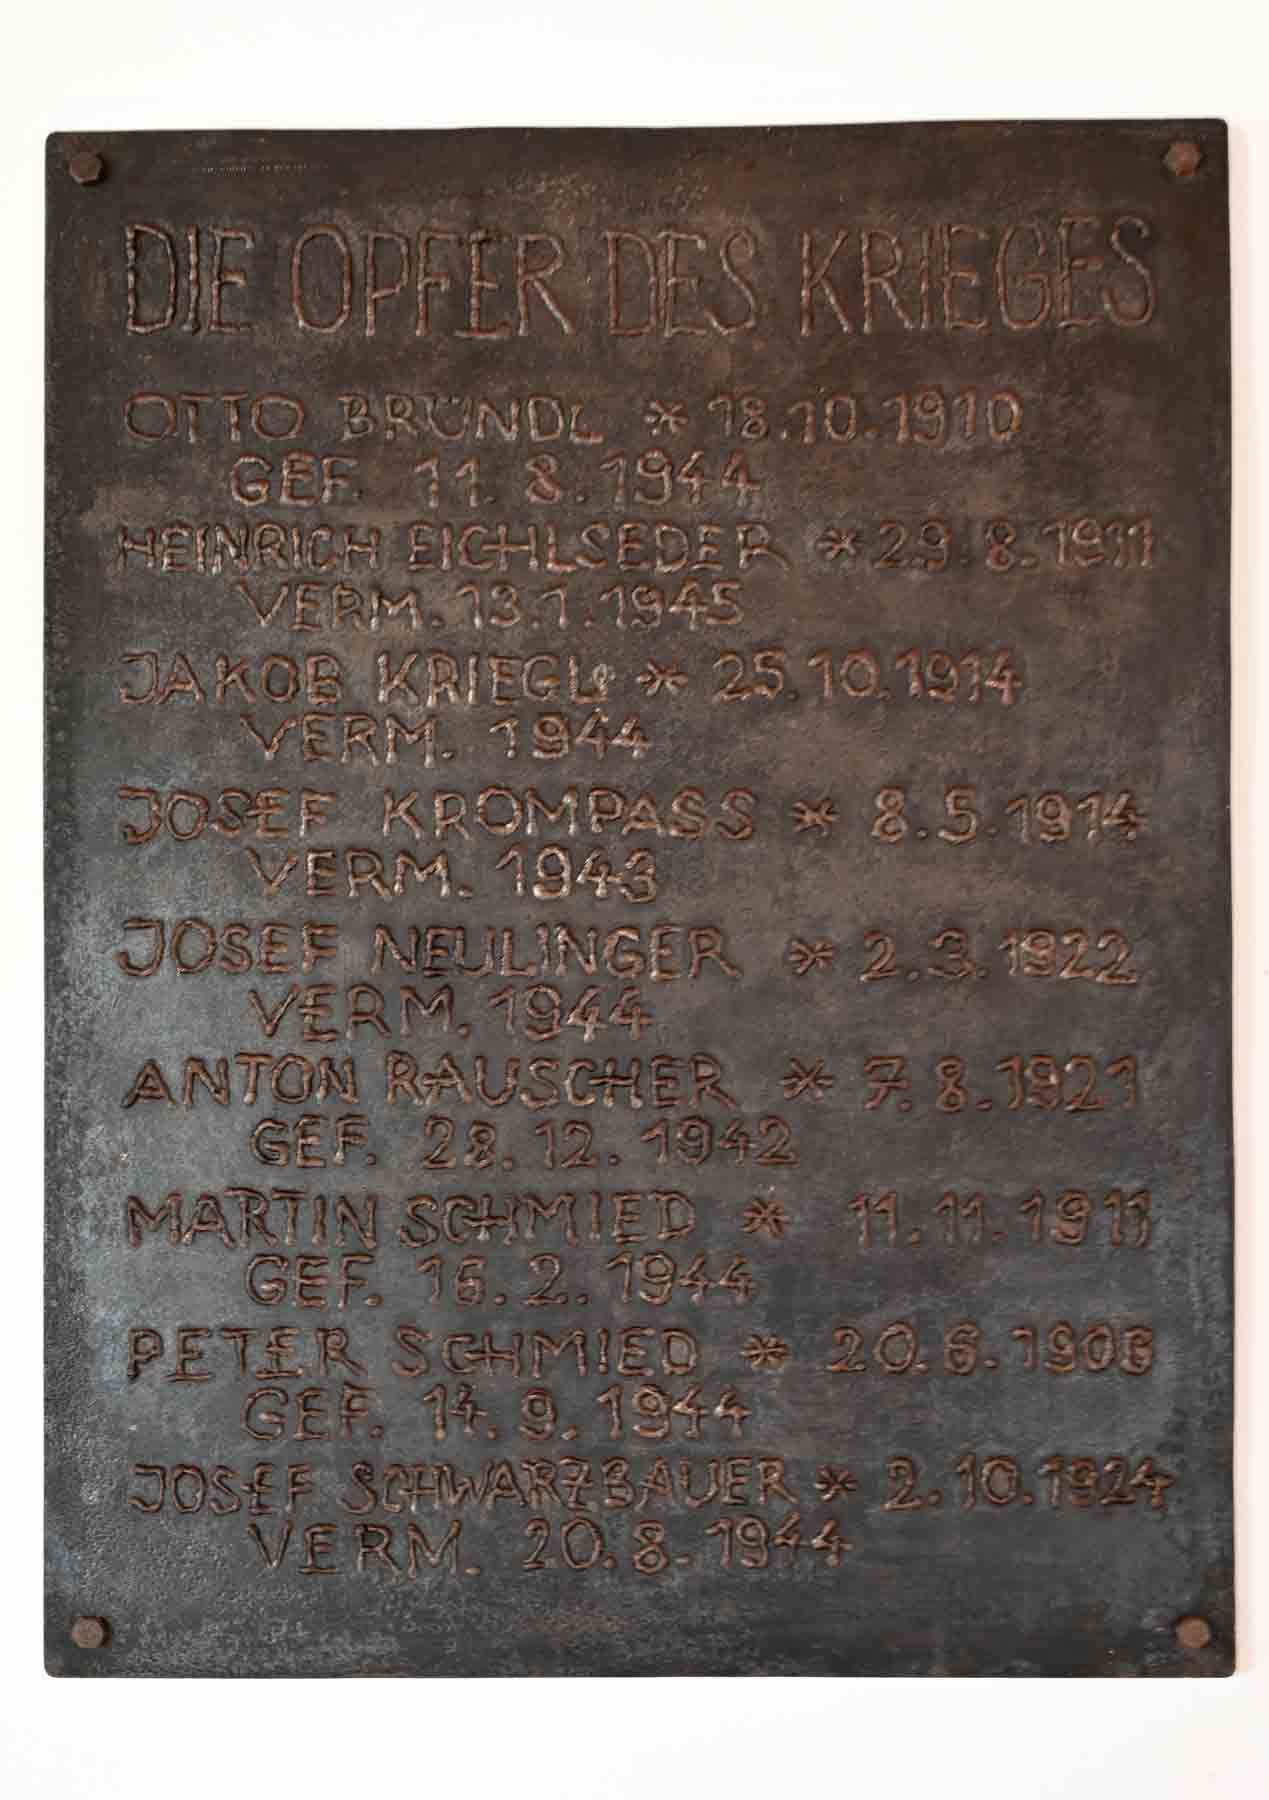 DIE OPFER DES KRIEGES
OTTO BRÜNDL * 18.10.1910
GEF. 11. 8. 1944
HEINRICH EICHLSEDER * 29.8.1911
VERM. 13.1.1945
JAKOB KRIEGL * 25.10.1914
VERM. 1944
JOSEF KROMPASS * 8.5.1914
VERM. 1943
JOSEF NEULINGER * 2.3.1922
VERM. 1944
ANTON RAUSCHER * 7.8.1921
GEF. 28.12.1942
MARTIN SCHMIED * 11.11.1911
GEF. 16.2.1944
PETER SCHMIED * 20.6.1906
GEF. 14.9.1944
JOSEF SCHWARZBAUER * 2.10.1924
VERM. 20.8.1944